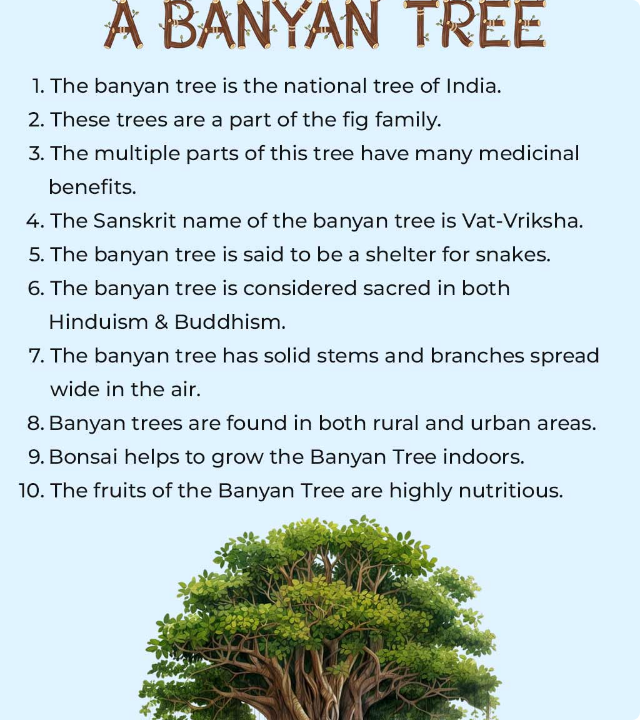 A BANYAN TREE
1. The banyan tree is the national tree of India.
2. These trees are a part of the fig family.
3. The multiple parts of this tree have many medicinal
benefits.
4. The Sanskrit name of the banyan tree is Vat-Vriksha.
5. The banyan tree is said to be a shelter for snakes.
6. The banyan tree is considered sacred in both
Hinduism & Buddhism.
7. The banyan tree has solid stems and branches spread
wide in the air.
8. Banyan trees are found in both rural and urban areas.
9. Bonsai helps to grow the Banyan Tree indoors.
10. The fruits of the Banyan Tree are highly nutritious.